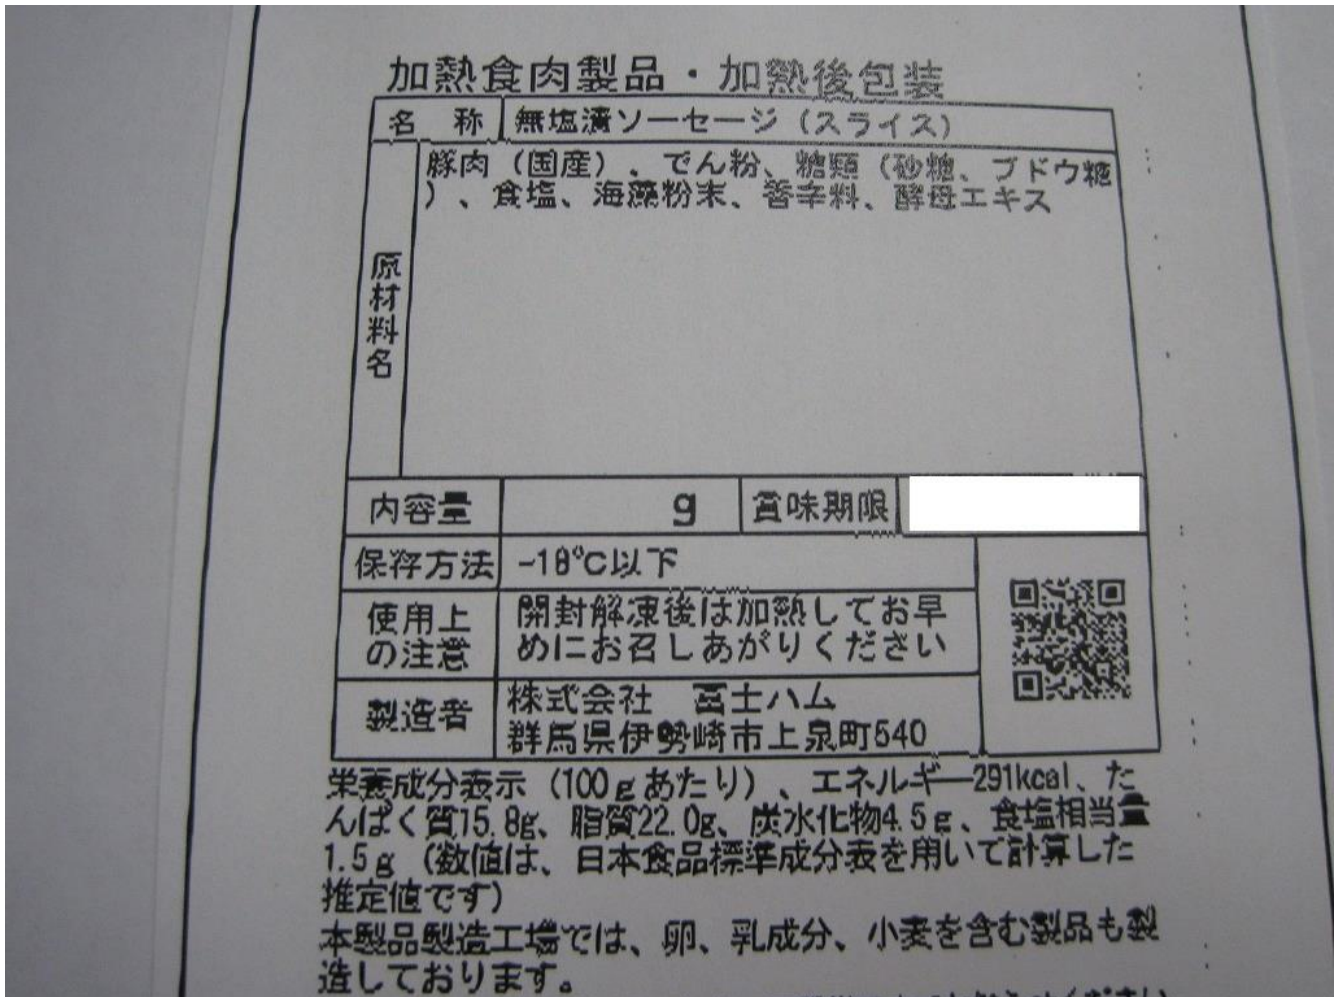 加熱食肉製品・加熱後包装
名 称 無塩漬ソーセージ（スライス）
原材料名
豚肉（国産）、でん粉、糖類（砂糖、ブドウ糖
）、食塩、海藻粉末、香辛料、酵母エキス
内容量 g 賞味期限
保存方法 -18℃以下
使用上の注意
開封解凍後は加熱してお早
めにお召しあがりください
製造者
株式会社 冨士ハム
群馬県伊勢崎市上泉町540
栄養成分表示（100gあたり）、エネルギー291kcal、た
んぱく質15.8g、脂質22.0g、炭水化物4.5g、食塩相当量
1.5g（数値は、日本食品標準成分表を用いて計算した
推定値です）
本製品製造工場では、卵、乳成分、小麦を含む製品も製
造しております。